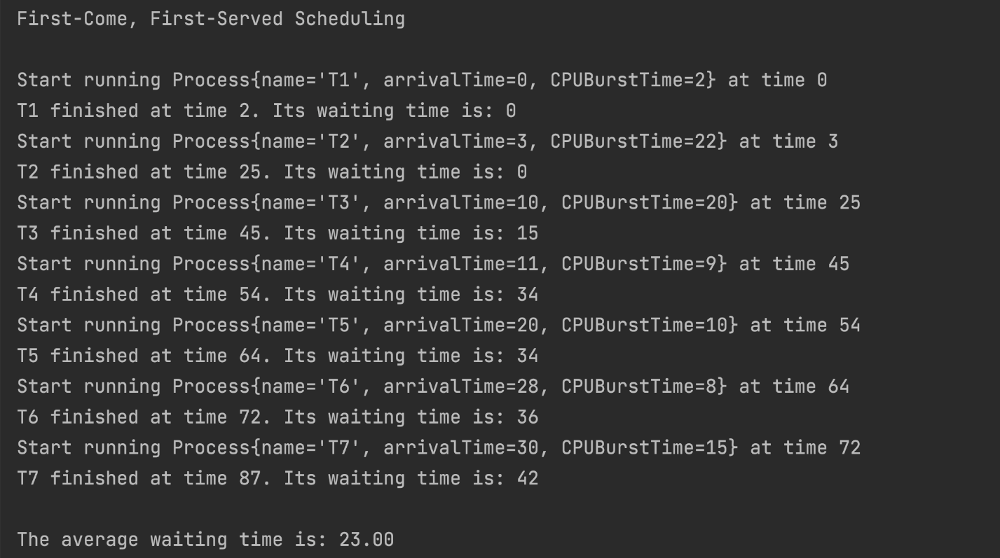 First-Come, First-Served Scheduling
Start running Process{name='T1', arrivalTime=0, CPUBurstTime=2} at time 0
T1 finished at time 2. Its waiting time is: 0
Start running Process{name='T2', arrivalTime=3, CPUBurstTime=22} at time 3
T2 finished at time 25. Its waiting time is: 0
Start running Process{name='T3', arrivalTime=10, CPUBurstTime=20} at time 25
T3 finished at time 45. Its waiting time is: 15
Start running Process{name='T4', arrivalTime=11, CPUBurstTime=9} at time 45
T4 finished at time 54. Its waiting time is: 34
Start running Process{name='T5', arrivalTime=20, CPUBurstTime=10} at time 54
T5 finished at time 64. Its waiting time is: 34
Start running Process{name='T6', arrivalTime=28, CPUBurstTime=8} at time 64
T6 finished at time 72. Its waiting time is: 36
Start running Process{name='T7', arrivalTime=30, CPUBurstTime=15} at time 72
T7 finished at time 87. Its waiting time is: 42
The average waiting time is: 23.00